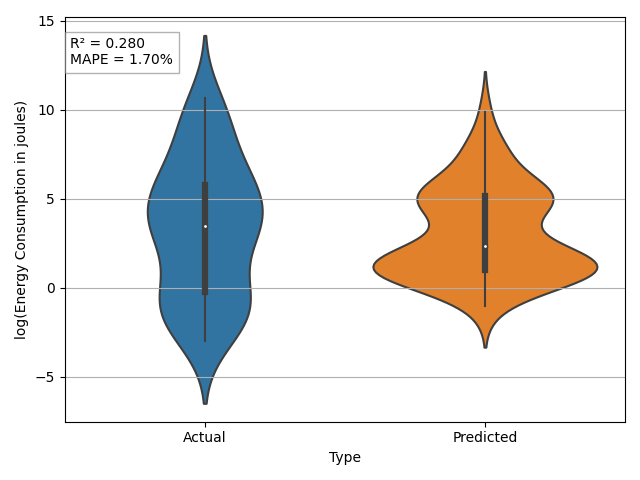 15
R² = 0.280
MAPE = 1.70%
10
5
0
−5
log(Energy Consumption in joules)
Actual
Predicted
Type